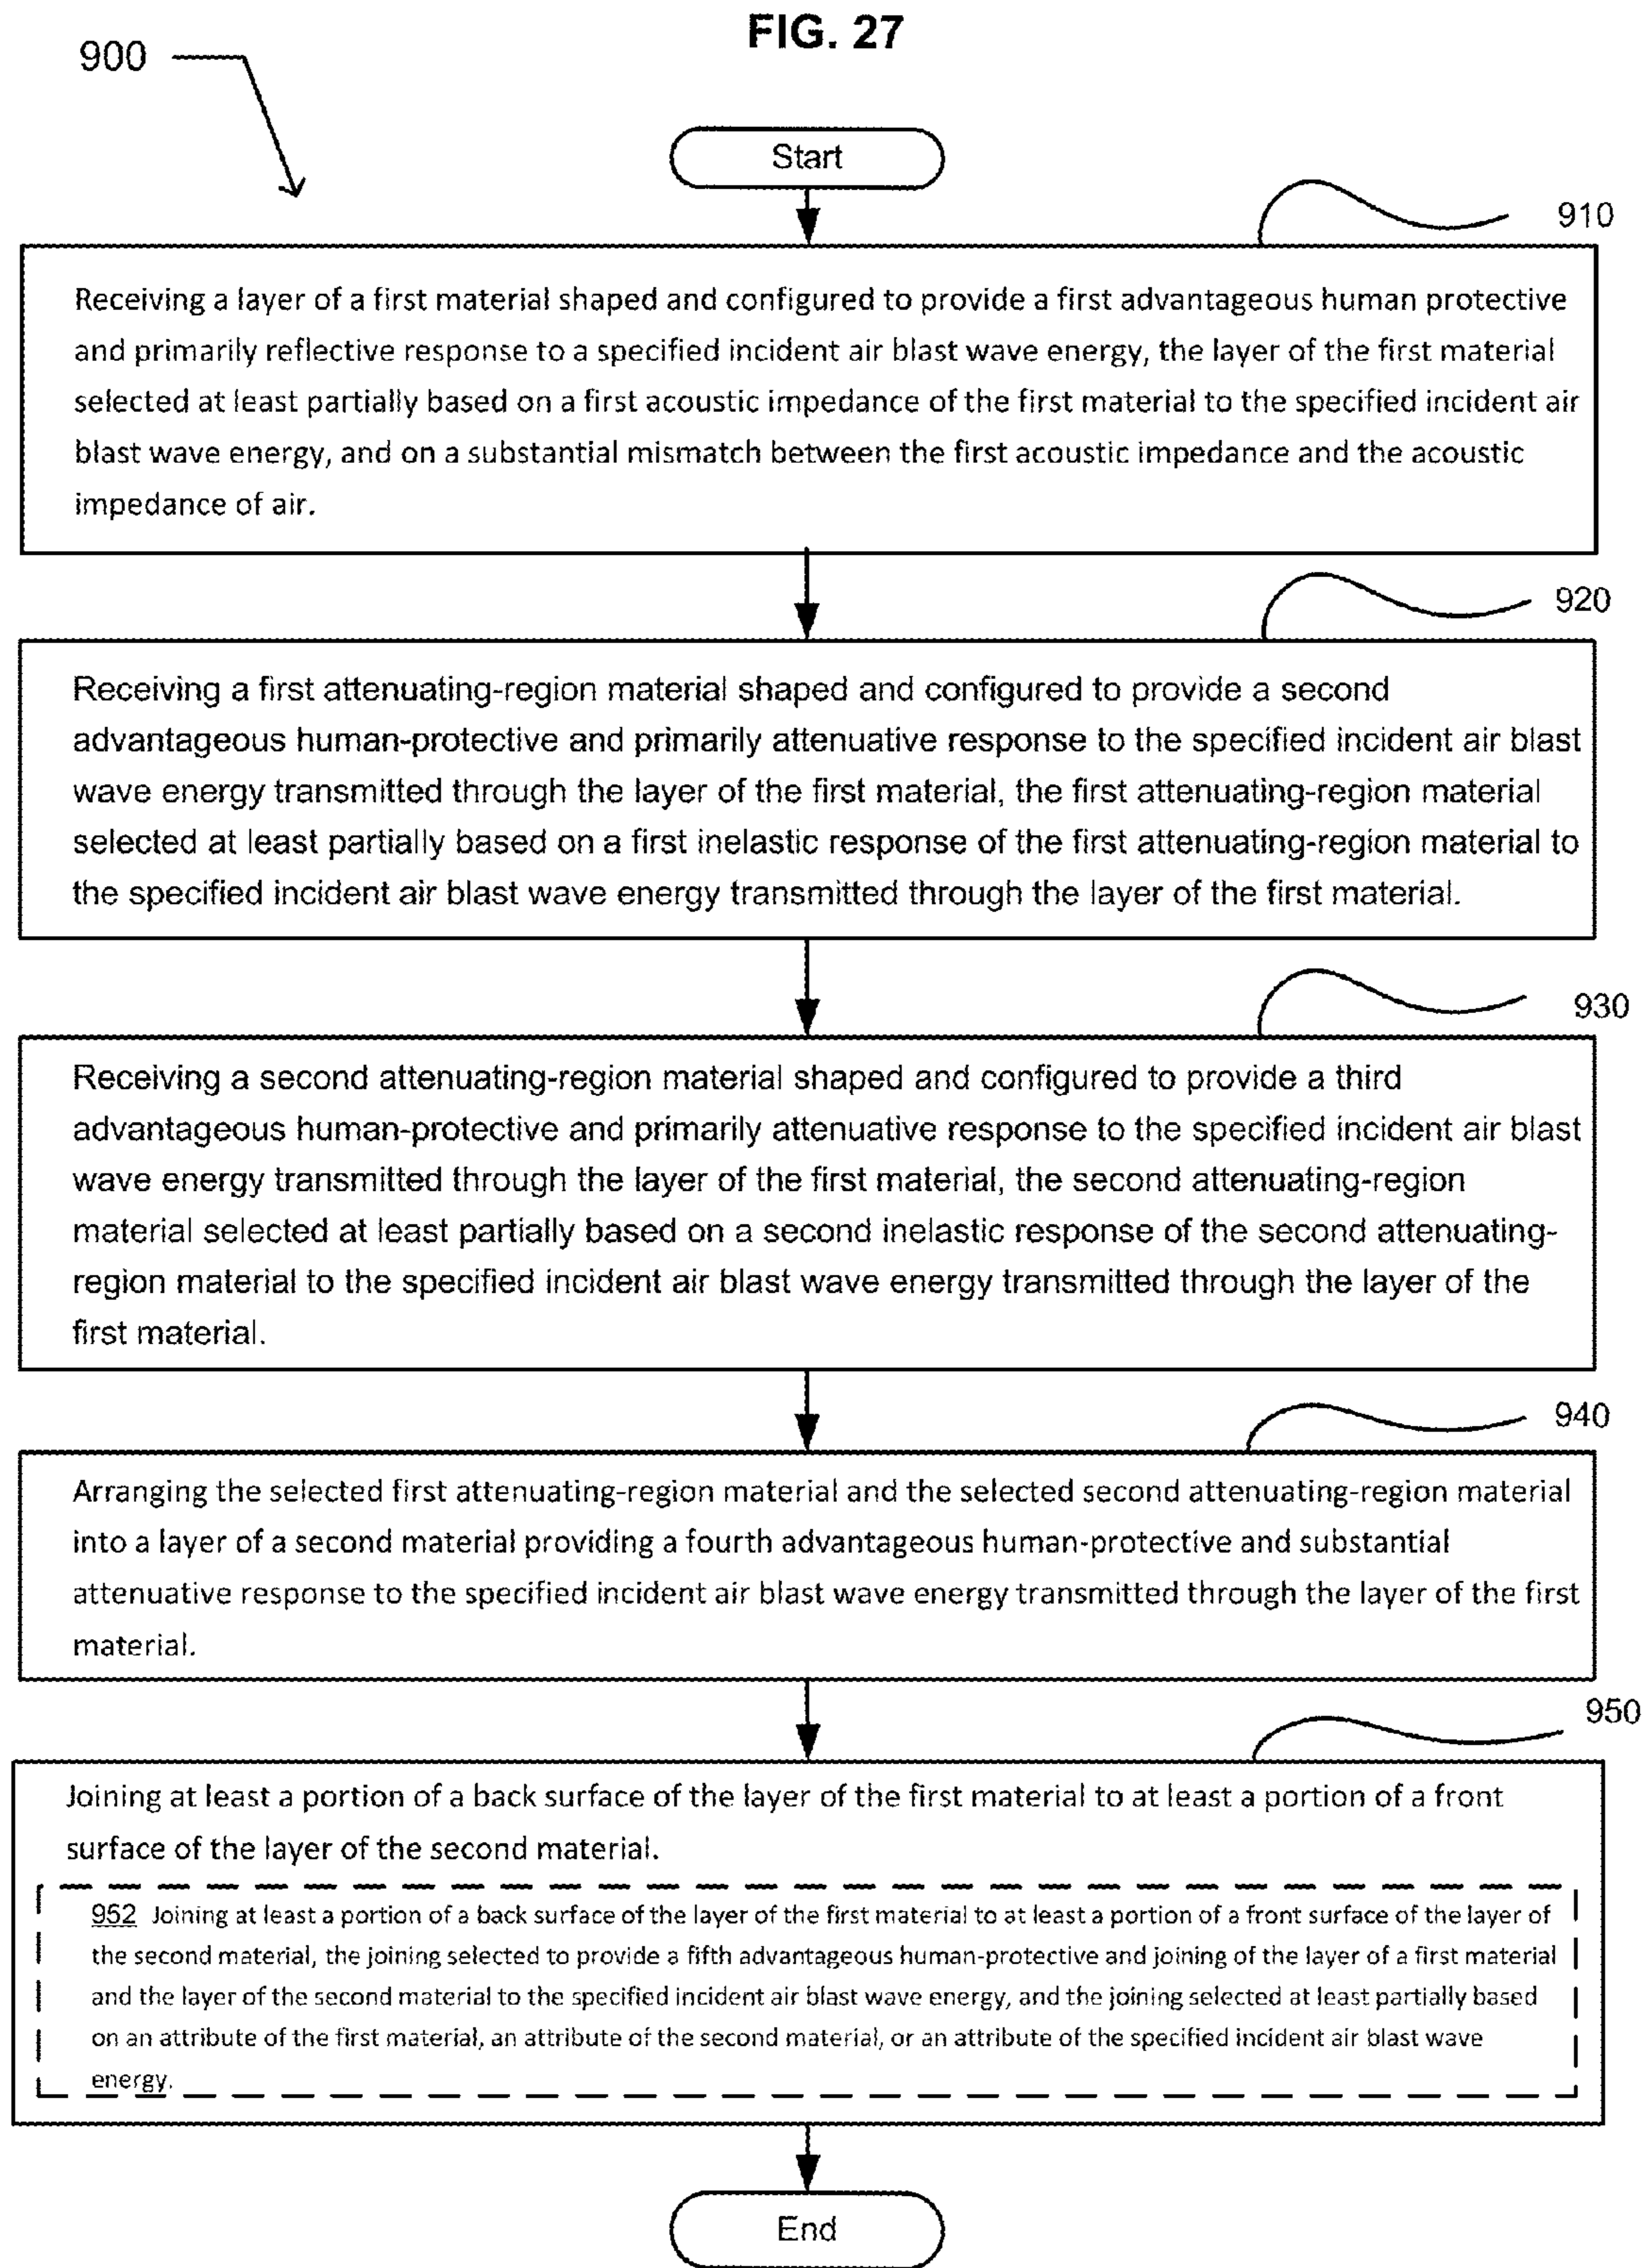 FIG. 27
900
Start
910
Receiving a layer of a first material shaped and configured to provide a first advantageous human protective
and primarily reflective response to a specified incident air blast wave energy, the layer of the first material
selected at least partially based on a first acoustic impedance of the first material to the specified incident air
blast wave energy, and on a substantial mismatch between the first acoustic impedance and the acoustic
impedance of air.
920
Receiving a first attenuating-region material shaped and configured to provide a second
advantageous human-protective and primarily attenuative response to the specified incident air blast
wave energy transmitted through the layer of the first material, the first attenuating-region material
selected at least partially based on a first inelastic response of the first attenuating-region material to
the specified incident air blast wave energy transmitted through the layer of the first material.
930
Receiving a second attenuating-region material shaped and configured to provide a third
advantageous human-protective and primarily attenuative response to the specified incident air blast
wave energy transmitted through the layer of the first material, the second attenuating-region
material selected at least partially based on a second inelastic response of the second attenuating-
region material to the specified incident air blast wave energy transmitted through the layer of the
first material.
940
Arranging the selected first attenuating-region material and the selected second attenuating-region material
into a layer of a second material providing a fourth advantageous human-protective and substantial
attenuative response to the specified incident air blast wave energy transmitted through the layer of the first
material.
950
Joining at least a portion of a back surface of the layer of the first material to at least a portion of a front
surface of the layer of the second material.
952 Joining at least a portion of a back surface of the layer of the first material to at least a portion of a front surface of the layer of
the second material, the joining selected to provide a fifth advantageous human-protective and joining of the layer of a first material
and the layer of the second material to the specified incident air blast wave energy, and the joining selected at least partially based
on an attribute of the first material, an attribute of the second material, or an attribute of the specified incident air blast wave
energy.
End